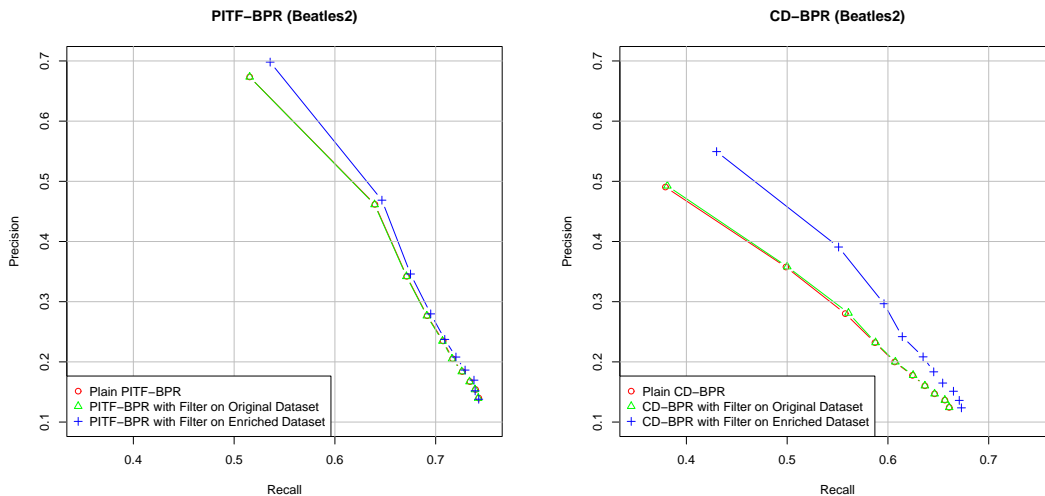 PITF−BPR (Beatles2)
0.7
0.6
0.5
0.4
0.3
0.2
0.1
Precision
Plain PITF−BPR
PITF−BPR with Filter on Original Dataset
PITF−BPR with Filter on Enriched Dataset
0.4 0.5 0.6 0.7
Recall
CD−BPR (Beatles2)
0.7
0.6
0.5
0.4
0.3
0.2
0.1
Precision
Plain CD−BPR
CD−BPR with Filter on Original Dataset
CD−BPR with Filter on Enriched Dataset
0.4 0.5 0.6 0.7
Recall